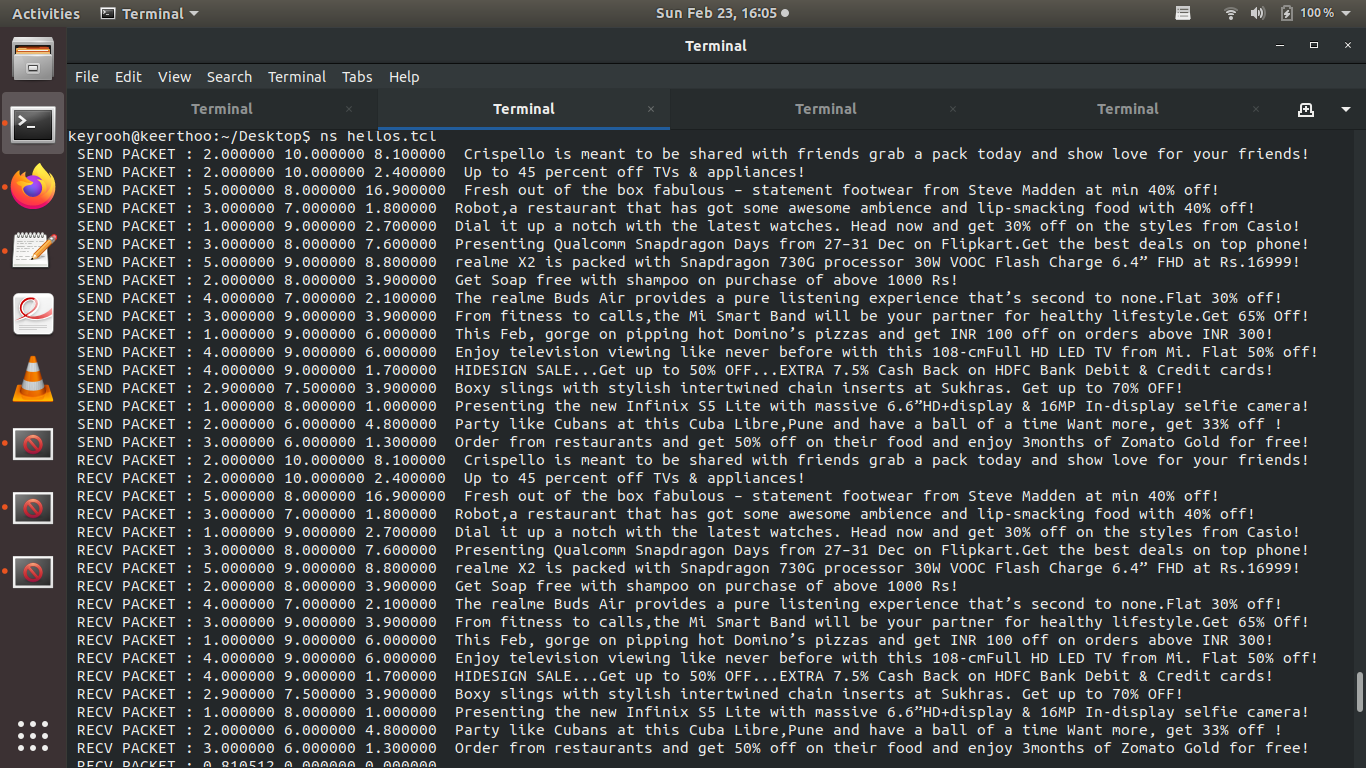 Activities Terminal Sun Feb 23, 16:05 100%
Terminal
File Edit View Search Terminal Tabs Help
Terminal × Terminal × Terminal × Terminal ×
keyrooh@keerthoo:~/Desktop$ ns hellos.tcl
SEND PACKET : 2.000000 10.000000 8.100000 Crispello is meant to be shared with friends grab a pack today and show love for your friends!
SEND PACKET : 2.000000 10.000000 2.400000 Up to 45 percent off TVs & appliances!
SEND PACKET : 5.000000 8.000000 16.900000 Fresh out of the box fabulous – statement footwear from Steve Madden at min 40% off!
SEND PACKET : 3.000000 7.000000 1.800000 Robot,a restaurant that has got some awesome ambience and lip-smacking food with 40% off!
SEND PACKET : 1.000000 9.000000 2.700000 Dial it up a notch with the latest watches. Head now and get 30% off on the styles from Casio!
SEND PACKET : 3.000000 8.000000 7.600000 Presenting Qualcomm Snapdragon Days from 27–31 Dec on Flipkart.Get the best deals on top phone!
SEND PACKET : 5.000000 9.000000 8.800000 realme X2 is packed with Snapdragon 730G processor 30W VOOC Flash Charge 6.4” FHD at Rs.16999!
SEND PACKET : 2.000000 8.000000 3.900000 Get Soap free with shampoo on purchase of above 1000 Rs!
SEND PACKET : 4.000000 7.000000 2.100000 The realme Buds Air provides a pure listening experience that’s second to none.Flat 30% off!
SEND PACKET : 3.000000 9.000000 3.900000 From fitness to calls,the Mi Smart Band will be your partner for healthy lifestyle.Get 65% Off!
SEND PACKET : 1.000000 9.000000 6.000000 This Feb, gorge on pipping hot Domino’s pizzas and get INR 100 off on orders above INR 300!
SEND PACKET : 4.000000 9.000000 6.000000 Enjoy television viewing like never before with this 108-cmFull HD LED TV from Mi. Flat 50% off!
SEND PACKET : 4.000000 9.000000 1.700000 HIDESIGN SALE...Get up to 50% OFF...EXTRA 7.5% Cash Back on HDFC Bank Debit & Credit cards!
SEND PACKET : 2.900000 7.500000 3.900000 Boxy slings with stylish intertwined chain inserts at Sukhras. Get up to 70% OFF!
SEND PACKET : 1.000000 8.000000 1.000000 Presenting the new Infinix S5 Lite with massive 6.6”HD+display & 16MP In-display selfie camera!
SEND PACKET : 2.000000 6.000000 4.800000 Party like Cubans at this Cuba Libre,Pune and have a ball of a time Want more, get 33% off !
SEND PACKET : 3.000000 6.000000 1.300000 Order from restaurants and get 50% off on their food and enjoy 3months of Zomato Gold for free!
RECV PACKET : 2.000000 10.000000 8.100000 Crispello is meant to be shared with friends grab a pack today and show love for your friends!
RECV PACKET : 2.000000 10.000000 2.400000 Up to 45 percent off TVs & appliances!
RECV PACKET : 5.000000 8.000000 16.900000 Fresh out of the box fabulous – statement footwear from Steve Madden at min 40% off!
RECV PACKET : 3.000000 7.000000 1.800000 Robot,a restaurant that has got some awesome ambience and lip-smacking food with 40% off!
RECV PACKET : 1.000000 9.000000 2.700000 Dial it up a notch with the latest watches. Head now and get 30% off on the styles from Casio!
RECV PACKET : 3.000000 8.000000 7.600000 Presenting Qualcomm Snapdragon Days from 27–31 Dec on Flipkart.Get the best deals on top phone!
RECV PACKET : 5.000000 9.000000 8.800000 realme X2 is packed with Snapdragon 730G processor 30W VOOC Flash Charge 6.4” FHD at Rs.16999!
RECV PACKET : 2.000000 8.000000 3.900000 Get Soap free with shampoo on purchase of above 1000 Rs!
RECV PACKET : 4.000000 7.000000 2.100000 The realme Buds Air provides a pure listening experience that’s second to none.Flat 30% off!
RECV PACKET : 3.000000 9.000000 3.900000 From fitness to calls,the Mi Smart Band will be your partner for healthy lifestyle.Get 65% Off!
RECV PACKET : 1.000000 9.000000 6.000000 This Feb, gorge on pipping hot Domino’s pizzas and get INR 100 off on orders above INR 300!
RECV PACKET : 4.000000 9.000000 6.000000 Enjoy television viewing like never before with this 108-cmFull HD LED TV from Mi. Flat 50% off!
RECV PACKET : 4.000000 9.000000 1.700000 HIDESIGN SALE...Get up to 50% OFF...EXTRA 7.5% Cash Back on HDFC Bank Debit & Credit cards!
RECV PACKET : 2.900000 7.500000 3.900000 Boxy slings with stylish intertwined chain inserts at Sukhras. Get up to 70% OFF!
RECV PACKET : 1.000000 8.000000 1.000000 Presenting the new Infinix S5 Lite with massive 6.6”HD+display & 16MP In-display selfie camera!
RECV PACKET : 2.000000 6.000000 4.800000 Party like Cubans at this Cuba Libre,Pune and have a ball of a time Want more, get 33% off !
RECV PACKET : 3.000000 6.000000 1.300000 Order from restaurants and get 50% off on their food and enjoy 3months of Zomato Gold for free!
RECV PACKET : 0.810512 0.000000 0.000000